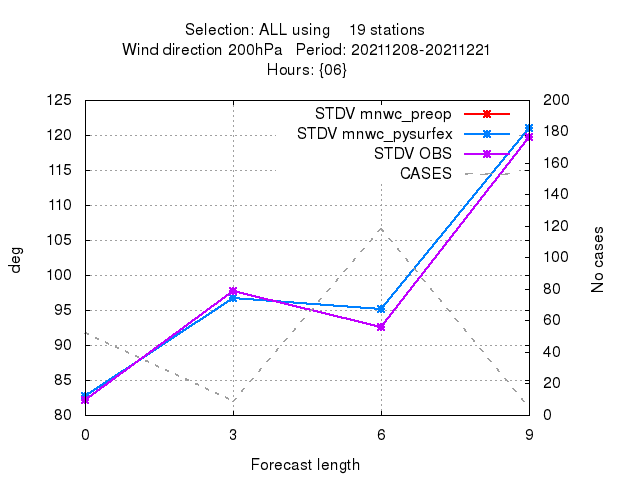 Selection: ALL using    19 stations
Wind direction 200hPa   Period: 20211208-20211221
Hours: {06}
STDV mnwc_preop
STDV mnwc_pysurfex
STDV OBS
CASES
125
120
115
110
105
100
95
90
85
80
200
180
160
140
120
100
80
60
40
20
0
deg
No cases
0 3 6 9
Forecast length